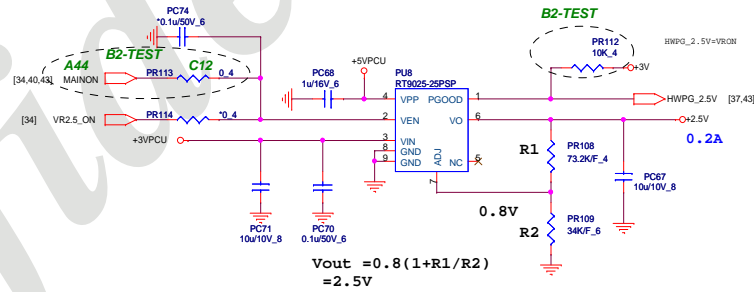 PC74
*0.1u/50V_6
B2-TEST
A44
B2-TEST
C12
[34,40,43]
MAINON
PR113
0_4
[34]
VR2.5_ON
PR114
*0_4
+3VPCU
PC68
1u/16V_6
+5VPCU
PU8
RT9025-25PSP
4
VPP
PGOOD
1
2
VEN
VO
6
3
VIN
8
GND
9
GND
ADJ
NC
5
7
PR112
10K_4
+3V
HWPG_2.5V=VRON
HWPG_2.5V
[37,43]
+2.5V
0.2A
R1
PR108
73.2K/F_4
PC67
10u/10V_8
0.8V
R2
PR109
34K/F_6
PC71
10u/10V_8
PC70
0.1u/50V_6
Vout =0.8(1+R1/R2)
=2.5V